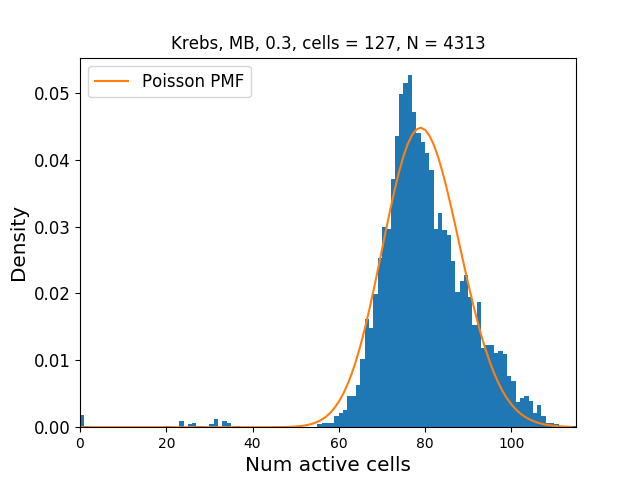 Krebs, MB, 0.3, cells = 127, N = 4313
Poisson PMF
0.05
0.04
0.03
0.02
0.01
0.00
Density
0 20 40 60 80 100
Num active cells